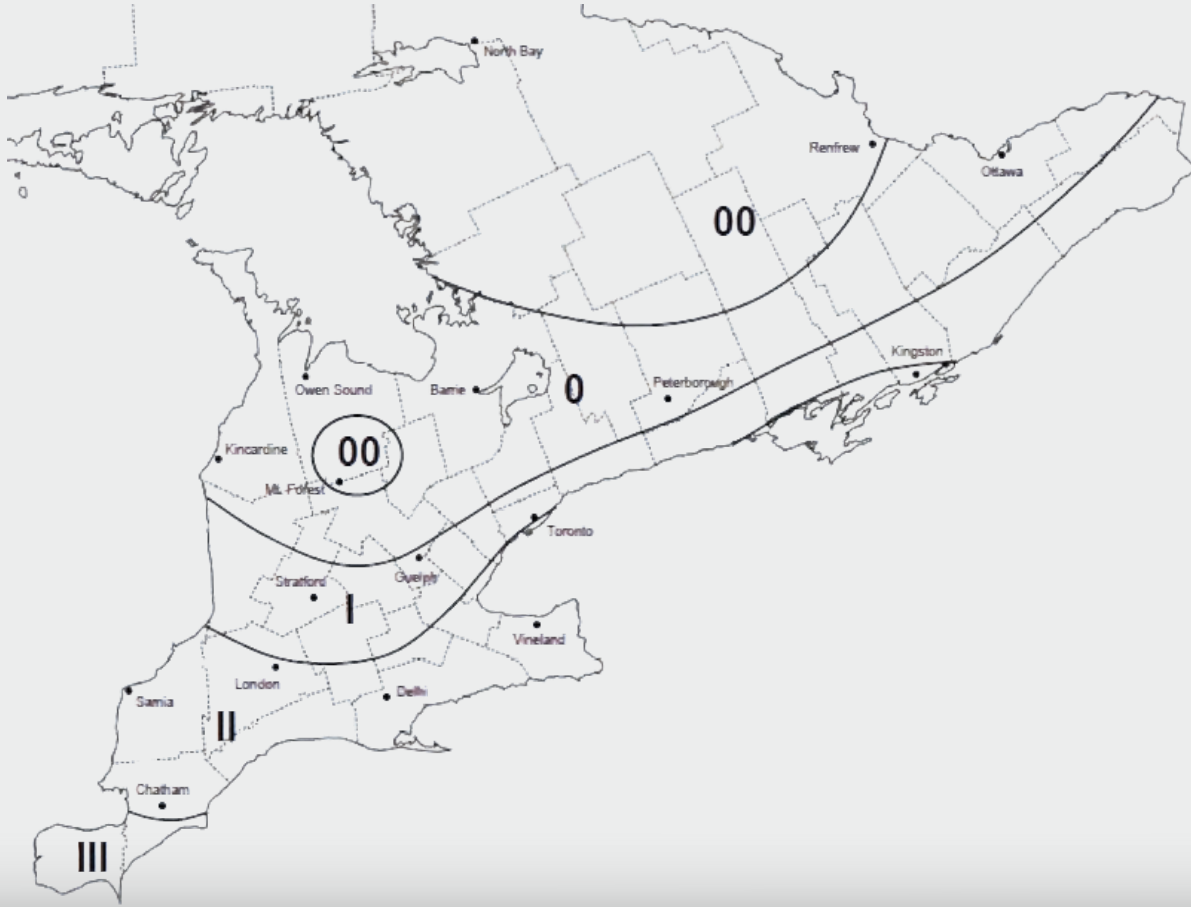 North Bay
Renfrew
Ottawa
00
Kingston
Owen Sound
Barrie
0
Peterborough
Kincardine
00
Mt. Forest
Toronto
Stratford
Guelph
I
Vineland
London
Delhi
Sarnia
II
Chatham
III